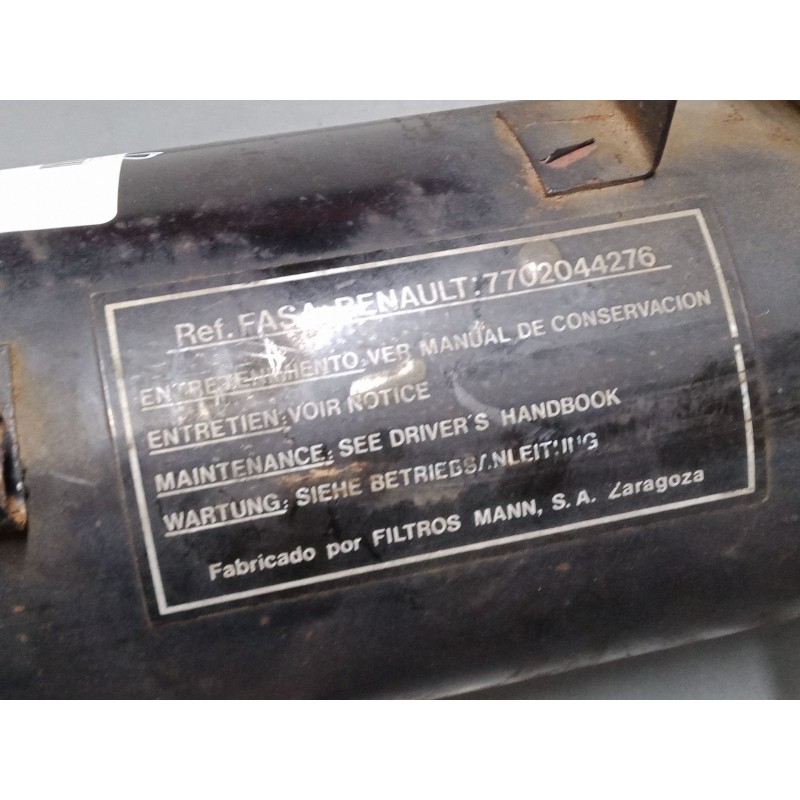 Ref. FASA-RENAULT: 7702044276
ENTRETENIMIENTO: VER MANUAL DE CONSERVACION
ENTRETIEN: VOIR NOTICE
MAINTENANCE: SEE DRIVER'S HANDBOOK
WARTUNG: SIEHE BETRIEBSANLEITUNG
Fabricado por FILTROS MANN, S.A. Zaragoza